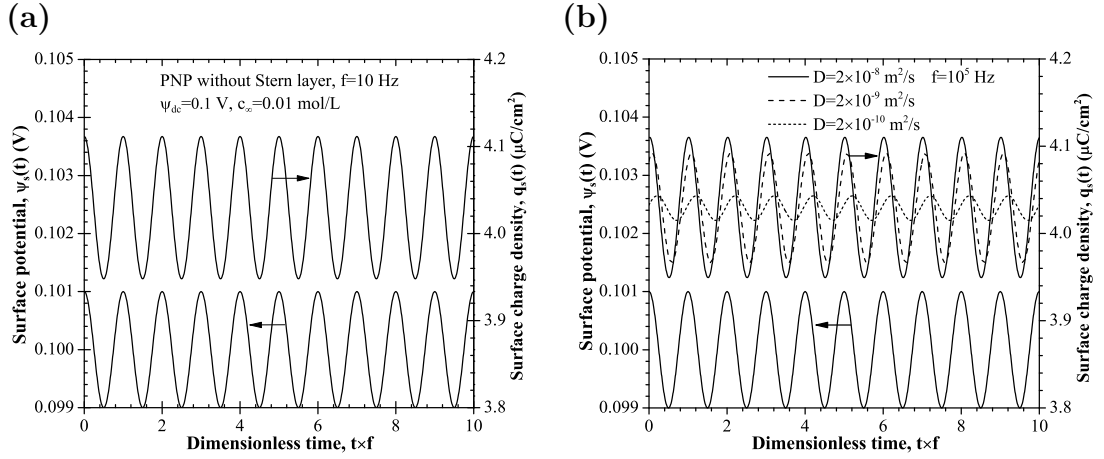 (a)
0.105
0.104
0.103
0.102
0.101
0.100
0.099
Surface potential, ψs(t) (V)
PNP without Stern layer, f=10 Hz
ψdc=0.1 V, c∞=0.01 mol/L
4.2
4.1
4.0
3.9
3.8
Surface charge density, qs(t) (μC/cm²)
0 2 4 6 8 10
Dimensionless time, t×f
(b)
0.105
0.104
0.103
0.102
0.101
0.100
0.099
Surface potential, ψs(t) (V)
D=2×10⁻⁸ m²/s f=10⁵ Hz
D=2×10⁻⁹ m²/s
D=2×10⁻¹⁰ m²/s
4.2
4.1
4.0
3.9
3.8
Surface charge density, qs(t) (μC/cm²)
0 2 4 6 8 10
Dimensionless time, t×f